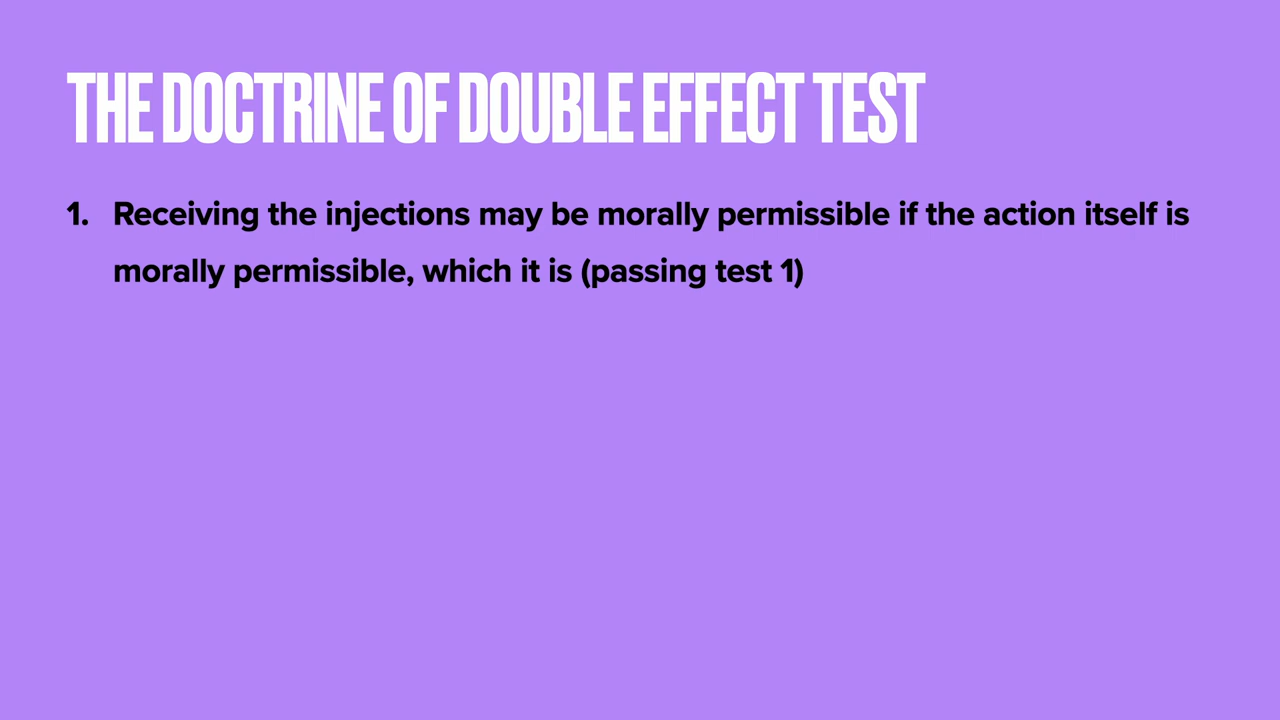 THE DOCTRINE OF DOUBLE EFFECT TEST
1. Receiving the injections may be morally permissible if the action itself is
morally permissible, which it is (passing test 1)